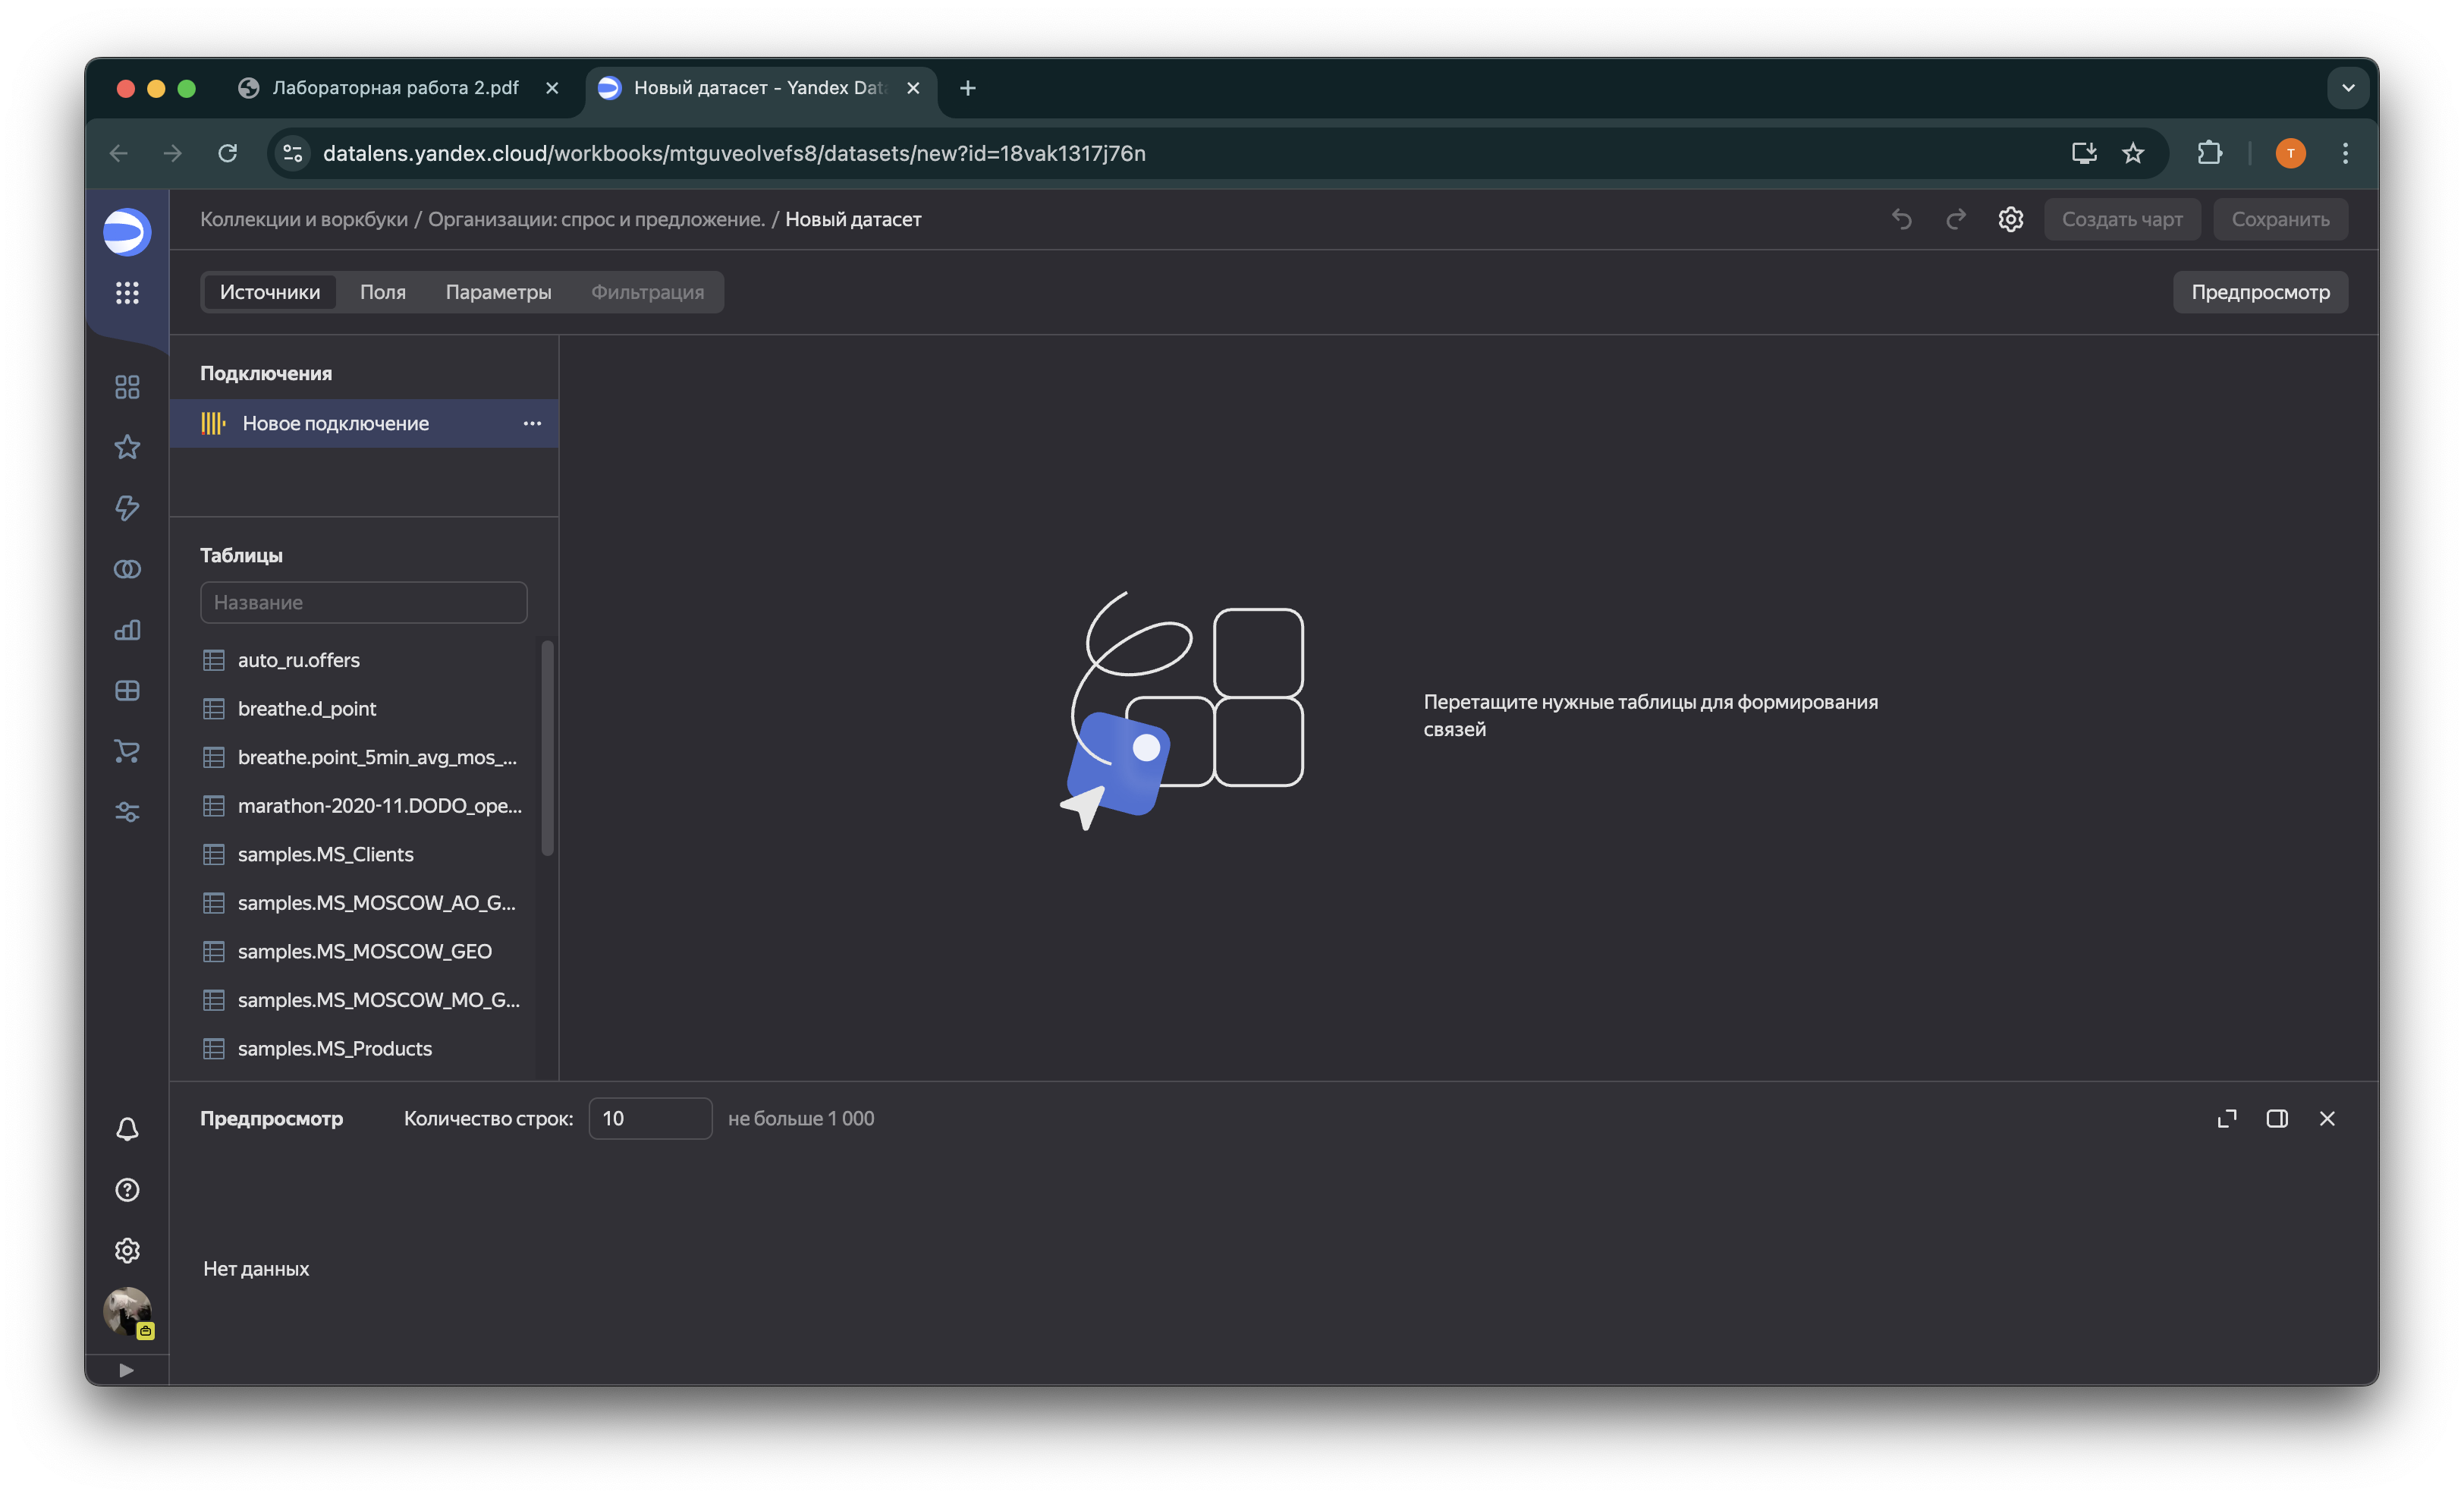 Лабораторная работа 2.pdf
Новый датасет - Yandex Data
datalens.yandex.cloud/workbooks/mtguveolvefs8/datasets/new?id=18vak1317j76n
T
Коллекции и воркбуки / Организации: спрос и предложение. / Новый датасет
Создать чарт
Сохранить
Источники
Поля
Параметры
Фильтрация
Предпросмотр
Подключения
Новое подключение
Таблицы
Название
auto_ru.offers
breathe.d_point
breathe.point_5min_avg_mos_...
marathon-2020-11.DODO_ope...
samples.MS_Clients
samples.MS_MOSCOW_AO_G...
samples.MS_MOSCOW_GEO
samples.MS_MOSCOW_MO_G...
samples.MS_Products
Перетащите нужные таблицы для формирования
связей
Предпросмотр
Количество строк:
10
не больше 1 000
Нет данных